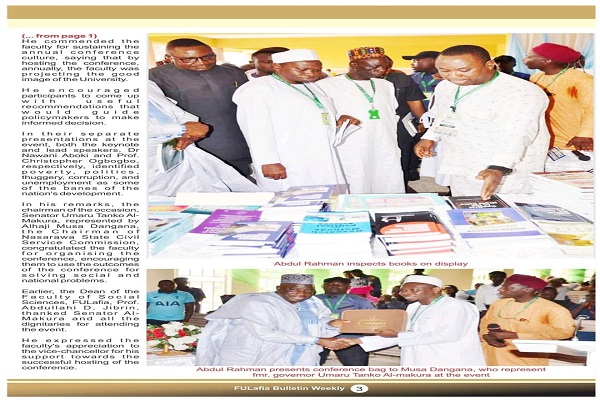 (... from page 1)
He commended the
faculty for sustaining the
annual conference
culture, saying that by
hosting the conference,
annually, the faculty was
projecting the good
image of the University.
He encouraged
participants to come up
with useful
recommendations that
would guide
policymakers to make
informed decision.
In their separate
presentations at the
event, both the keynote
and lead speakers, Dr
Nawani Aboki and Prof.
Christopher Ogbogbo,
respectively, identified
poverty, politics,
thuggery, corruption, and
unemployment as some
of the banes of the
nation's development.
In his remarks, the
chairman of the occasion,
Senator Umaru Tanko Al-
Makura, represented by
Alhaji Musa Dangana,
the Chairman of
Nasarawa State Civil
Service Commission,
congratulated the faculty
for organising the
conference, encouraging
them to use the outcomes
of the conference for
solving social and
national problems.
Earlier, the Dean of the
Faculty of Social
Sciences, FULafia, Prof.
Abdullahi D. Jibrin,
thanked Senator Al-
Makura and all the
dignitaries for attending
the event.
He expressed the
faculty's appreciation to
the vice-chancellor for his
support towards the
successful hosting of the
conference.
Abdul Rahman inspects books on display
AIA
Abdul Rahman presents conference bag to Musa Dangana, who represent
fmr. governor Umaru Tanko Al-makura at the event
FULafia Bulletin Weekly 3